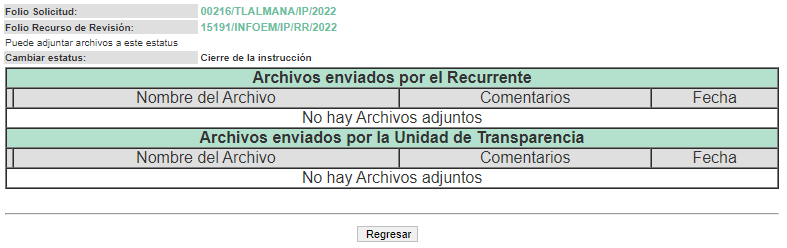 Folio Solicitud: 00216/TLALMANA/IP/2022
Folio Recurso de Revisión: 15191/INFOEM/IP/RR/2022
Puede adjuntar archivos a este estatus
Cambiar estatus: Cierre de la instrucción
Archivos enviados por el Recurrente
Nombre del Archivo Comentarios Fecha
No hay Archivos adjuntos
Archivos enviados por la Unidad de Transparencia
Nombre del Archivo Comentarios Fecha
No hay Archivos adjuntos
Regresar